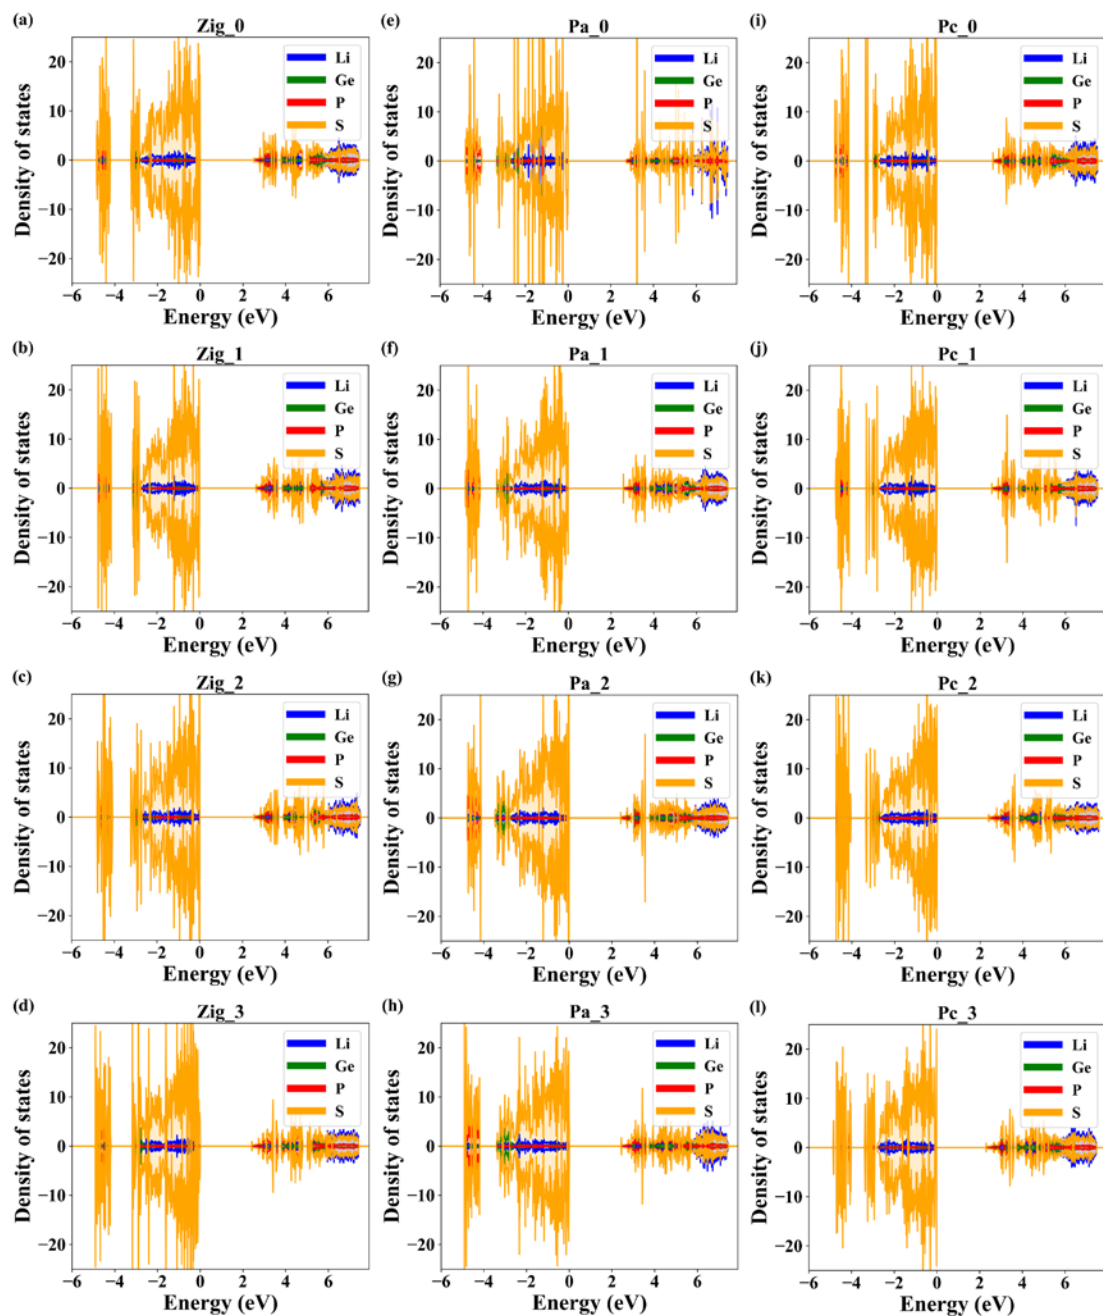 (a) Zig_0
20
10
0
−10
−20
Density of states
Li
Ge
P
S
−6 −4 −2 0 2 4 6
Energy (eV)
(e) Pa_0
20
10
0
−10
−20
Density of states
Li
Ge
P
S
−6 −4 −2 0 2 4 6
Energy (eV)
(i) Pc_0
20
10
0
−10
−20
Density of states
Li
Ge
P
S
−6 −4 −2 0 2 4 6
Energy (eV)
(b) Zig_1
20
10
0
−10
−20
Density of states
Li
Ge
P
S
−6 −4 −2 0 2 4 6
Energy (eV)
(f) Pa_1
20
10
0
−10
−20
Density of states
Li
Ge
P
S
−6 −4 −2 0 2 4 6
Energy (eV)
(j) Pc_1
20
10
0
−10
−20
Density of states
Li
Ge
P
S
−6 −4 −2 0 2 4 6
Energy (eV)
(c) Zig_2
20
10
0
−10
−20
Density of states
Li
Ge
P
S
−6 −4 −2 0 2 4 6
Energy (eV)
(g) Pa_2
20
10
0
−10
−20
Density of states
Li
Ge
P
S
−6 −4 −2 0 2 4 6
Energy (eV)
(k) Pc_2
20
10
0
−10
−20
Density of states
Li
Ge
P
S
−6 −4 −2 0 2 4 6
Energy (eV)
(d) Zig_3
20
10
0
−10
−20
Density of states
Li
Ge
P
S
−6 −4 −2 0 2 4 6
Energy (eV)
(h) Pa_3
20
10
0
−10
−20
Density of states
Li
Ge
P
S
−6 −4 −2 0 2 4 6
Energy (eV)
(l) Pc_3
20
10
0
−10
−20
Density of states
Li
Ge
P
S
−6 −4 −2 0 2 4 6
Energy (eV)